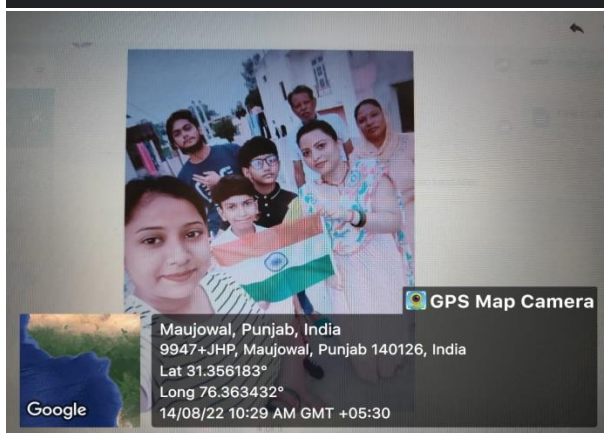 GPS Map Camera
Maujowal, Punjab, India
9947+JHP, Maujowal, Punjab 140126, India
Lat 31.356183°
Long 76.363432°
14/08/22 10:29 AM GMT +05:30
Google